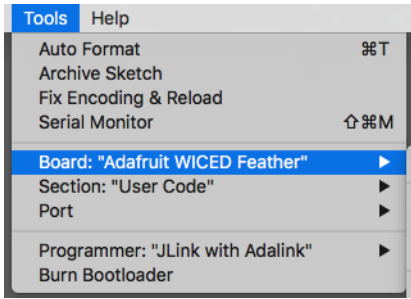 Tools Help
Auto Format ⌘T
Archive Sketch
Fix Encoding & Reload
Serial Monitor ⇧⌘M
Board: "Adafruit WICED Feather"
Section: "User Code"
Port
Programmer: "JLink with Adalink"
Burn Bootloader